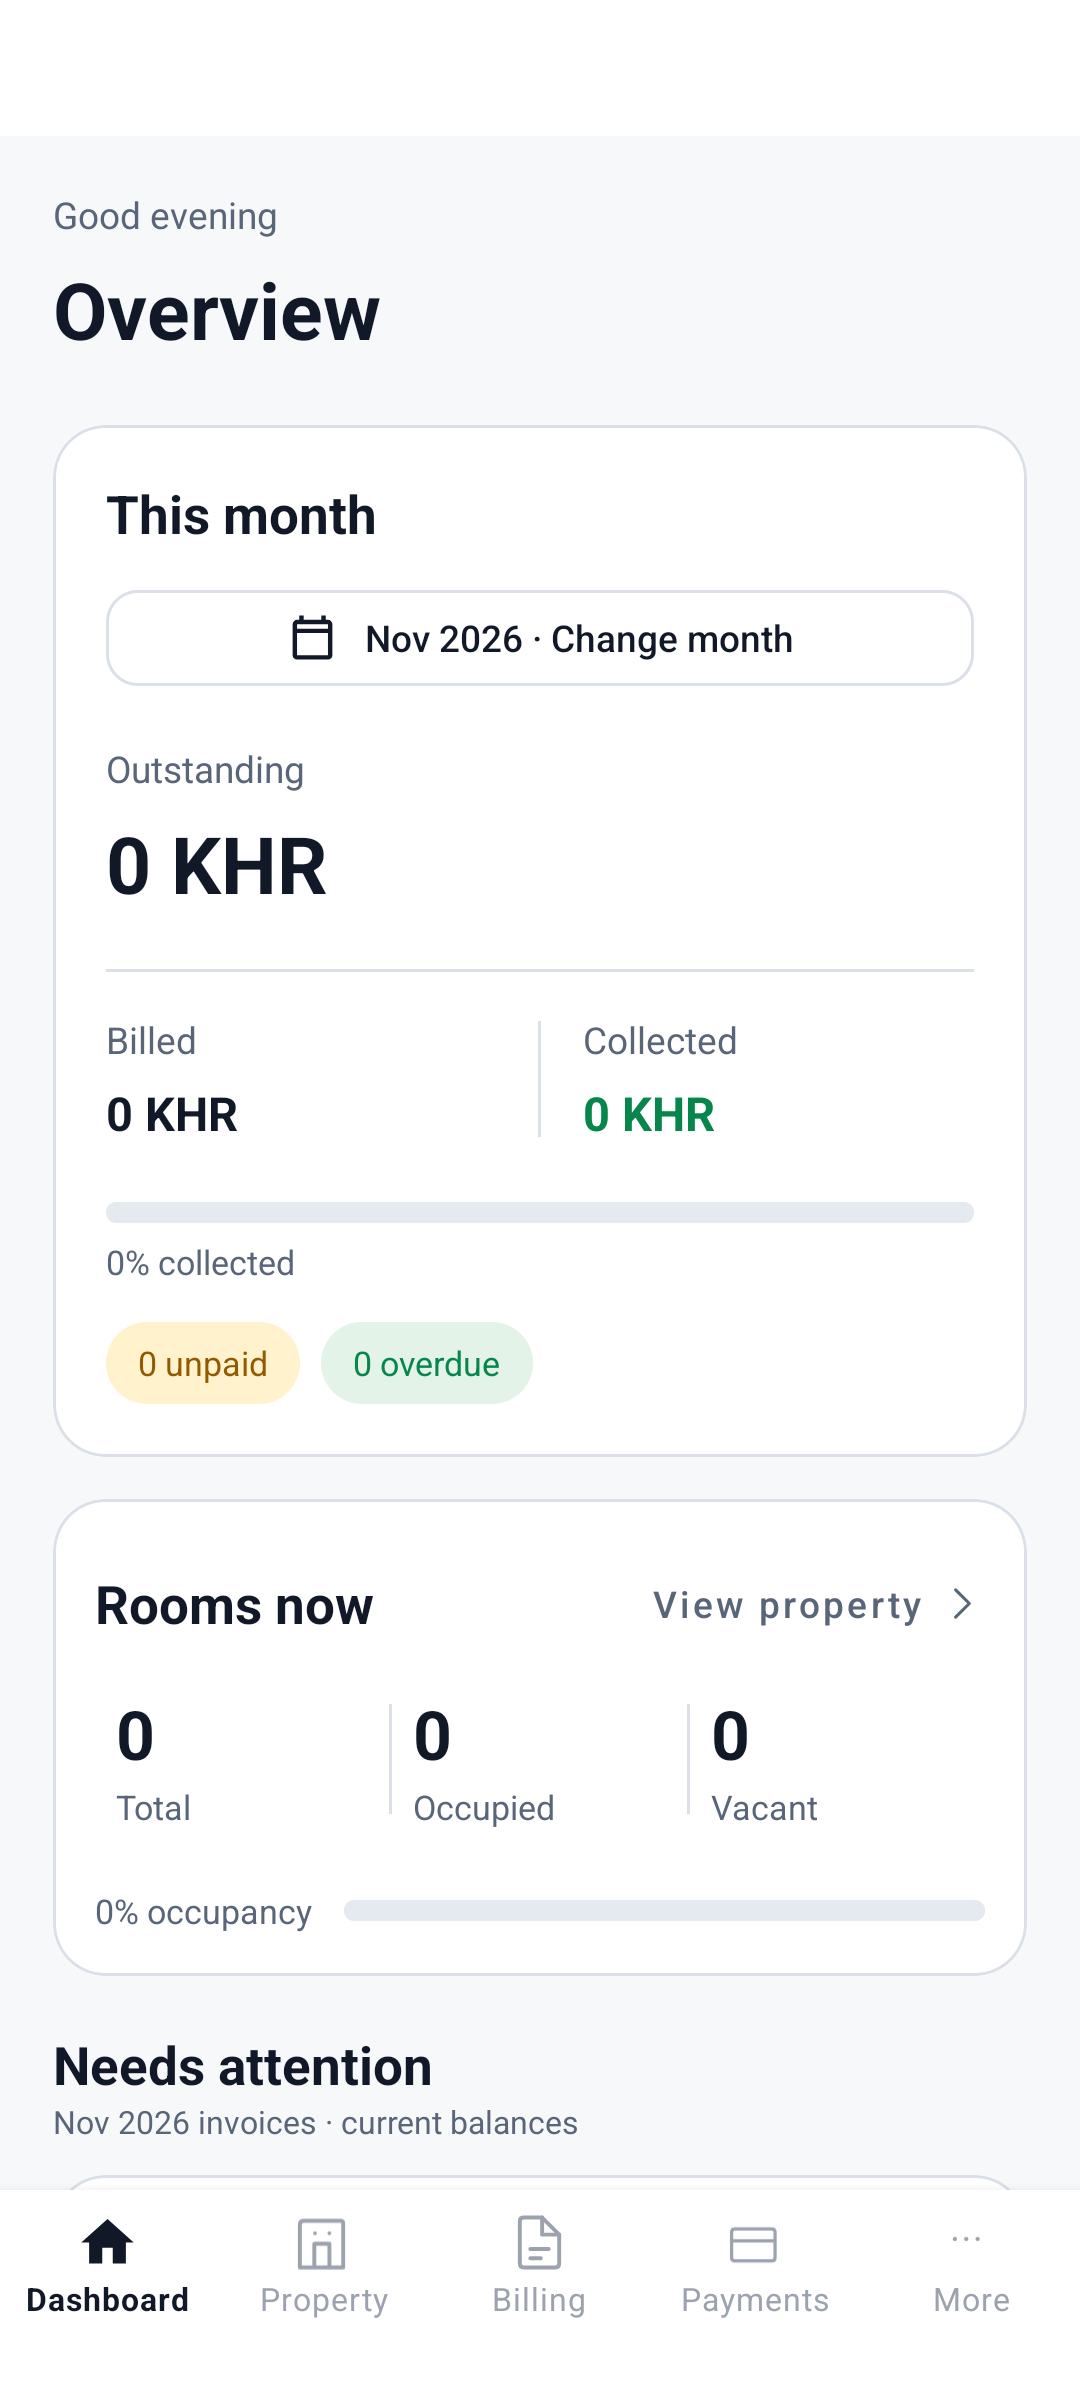 Good evening
Overview
This month
Nov 2026 · Change month
Outstanding
0 KHR
Billed
0 KHR
Collected
0 KHR
0% collected
0 unpaid
0 overdue
Rooms now
View property
0
Total
0
Occupied
0
Vacant
0% occupancy
Needs attention
Nov 2026 invoices · current balances
Dashboard
Property
Billing
Payments
More